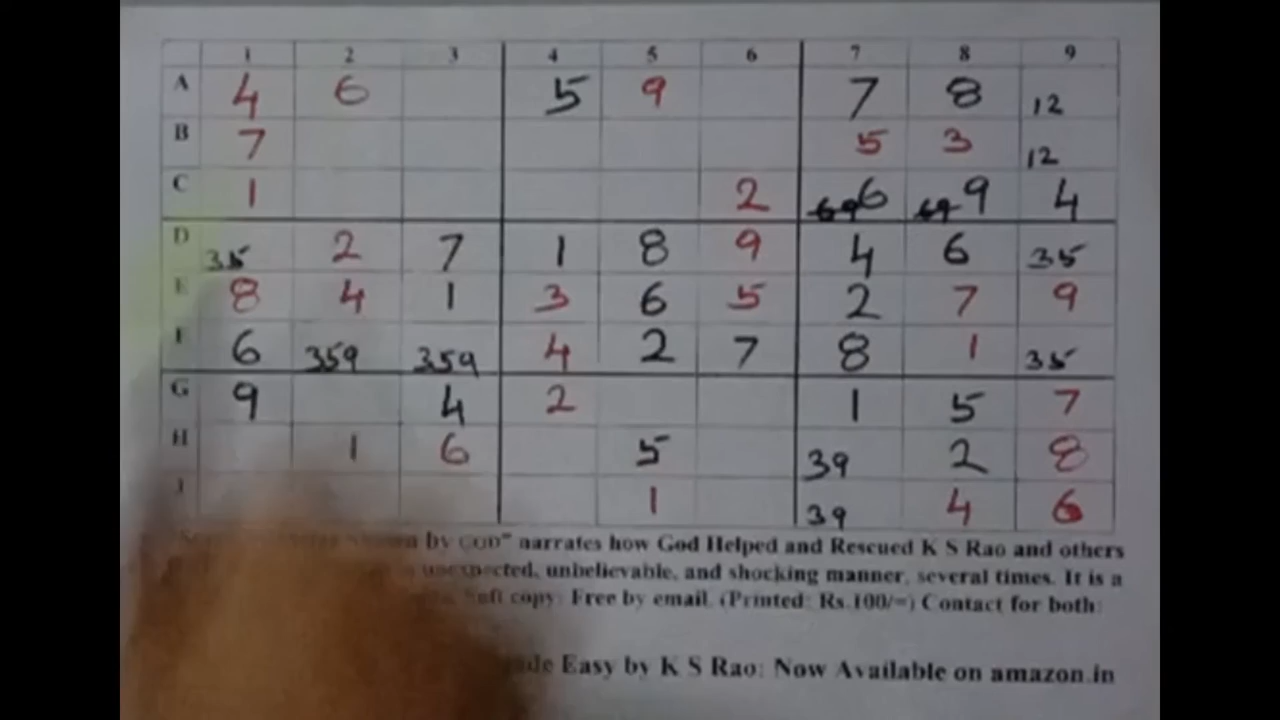 1 2 3 4 5 6 7 8 9
A 4 6 5 9 7 8 12
B 7 5 3 12
C 1 2 69 6 69 9 4
D 35 2 7 1 8 9 4 6 35
E 8 4 1 3 6 5 2 7 9
F 6 359 359 4 2 7 8 1 35
G 9 4 2 1 5 7
H 1 6 5 39 2 8
1 39 4 6
by GOD" narrates how God Helped and Rescued K S Rao and others
unexpected, unbelievable, and shocking manner, several times. It is a
Soft copy: Free by email. (Printed: Rs.100/=) Contact for both:
Easy by K S Rao: Now Available on amazon.in